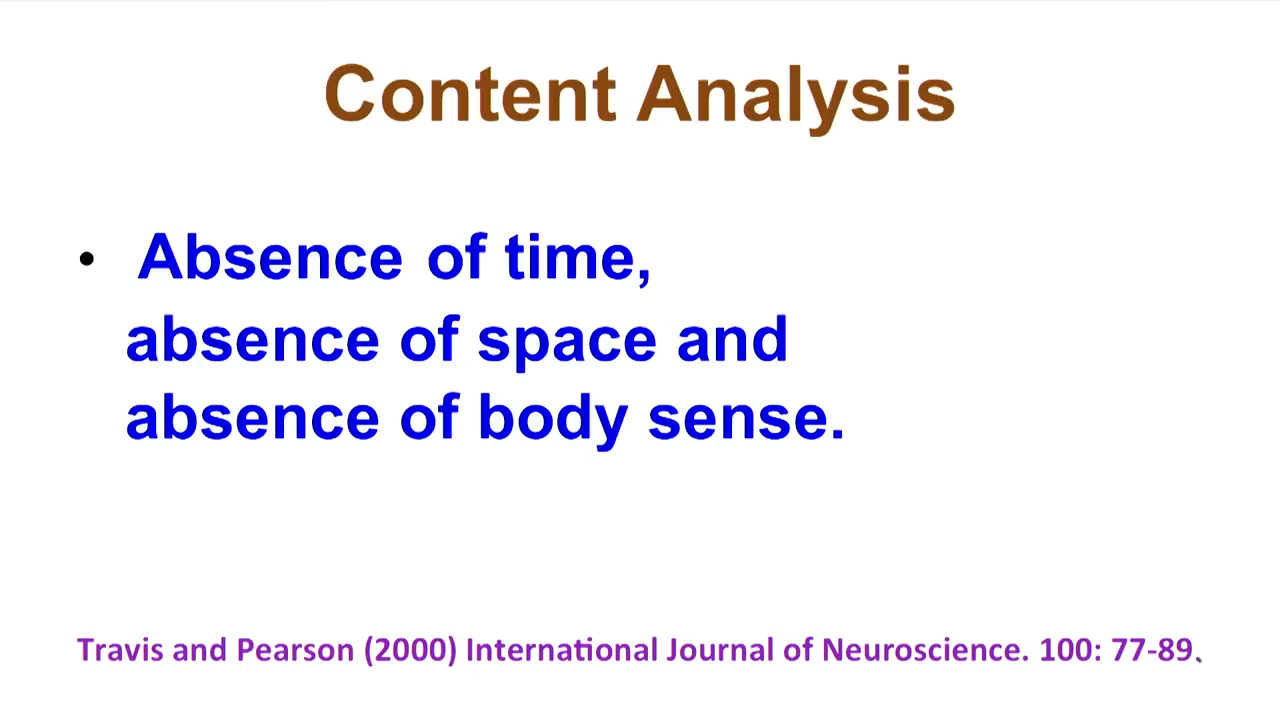 Content Analysis
• Absence of time,
absence of space and
absence of body sense.
Travis and Pearson (2000) International Journal of Neuroscience. 100: 77-89.